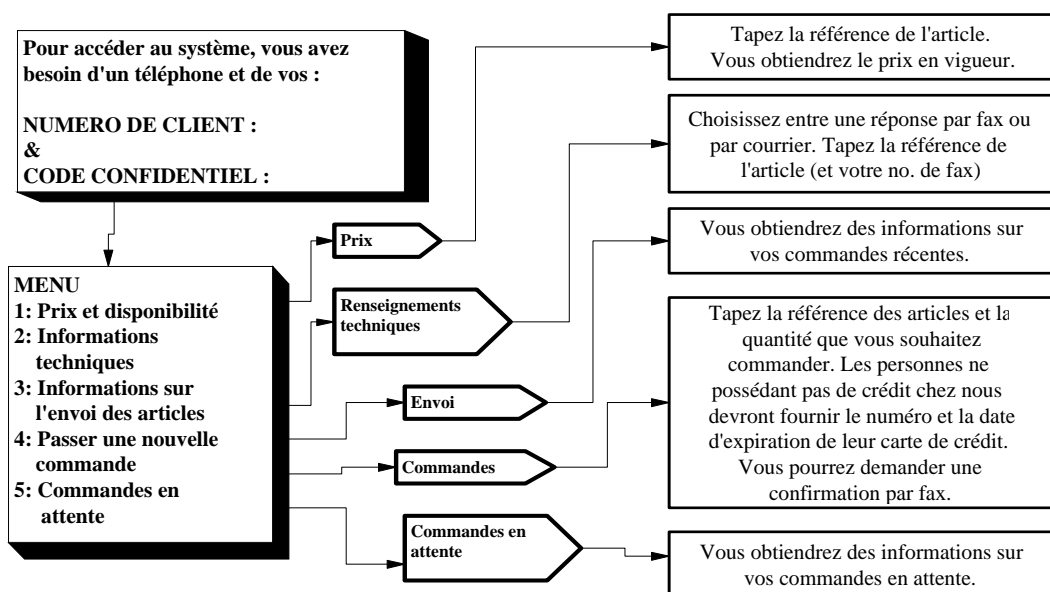 Pour accéder au système, vous avez
besoin d'un téléphone et de vos :
NUMERO DE CLIENT :
&
CODE CONFIDENTIEL :
MENU
1: Prix et disponibilité
2: Informations
techniques
3: Informations sur
l'envoi des articles
4: Passer une nouvelle
commande
5: Commandes en
attente
Prix
Renseignements
techniques
Envoi
Commandes
Commandes en
attente
Tapez la référence de l'article.
Vous obtiendrez le prix en vigueur.
Choisissez entre une réponse par fax ou
par courrier. Tapez la référence de
l'article (et votre no. de fax)
Vous obtiendrez des informations sur
vos commandes récentes.
Tapez la référence des articles et la
quantité que vous souhaitez
commander. Les personnes ne
possédant pas de crédit chez nous
devront fournir le numéro et la date
d'expiration de leur carte de crédit.
Vous pourrez demander une
confirmation par fax.
Vous obtiendrez des informations sur
vos commandes en attente.